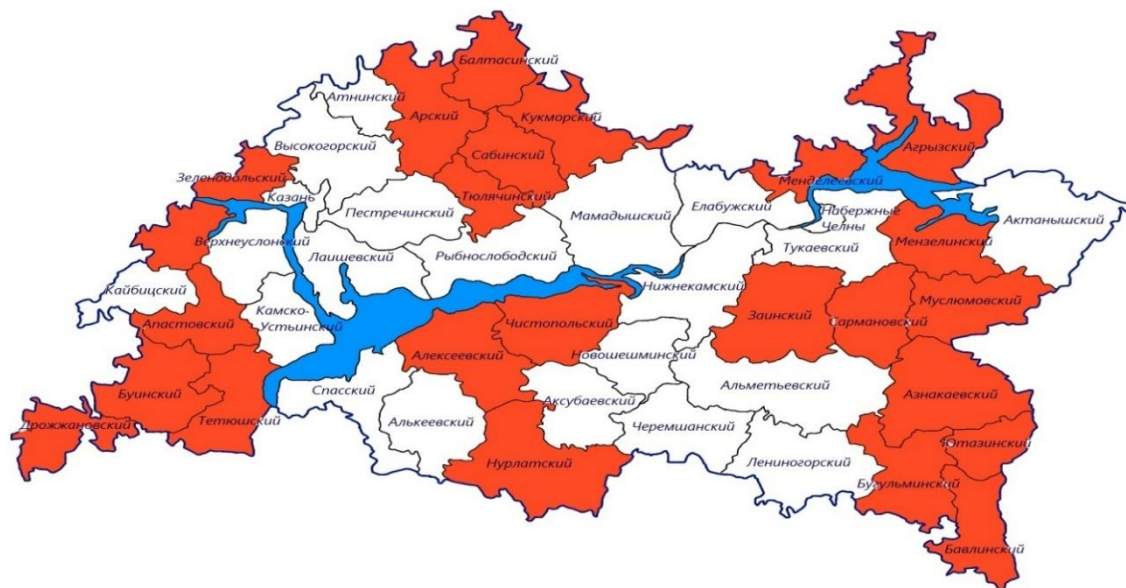 Балтасинский
Атнинский
Арский
Кукморский
Высокогорский
Сабинский
Агрызский
Зеленодольский
Менделеевский
Казань
Тюлячинский
Пестречинский
Мамадышский
Елабужский
Набержные
Челны
Актанышский
Верхнеуслонский
Мензелинский
Тукаевский
Лаишевский
Рыбнослободский
Кайбицкий
Нижнекамский
Муслюмовский
Камско-
Устьинский
Апастовский
Чистопольский
Заинский
Сармановский
Алексеевский
Новошешминский
Буинский
Спасский
Альметьевский
Азнакаевский
Аксубаевский
Тетюшский
Дрожжановский
Алькеевский
Черемшанский
Ютазинский
Нурлатский
Лениногорский
Бугульминский
Бавлинский